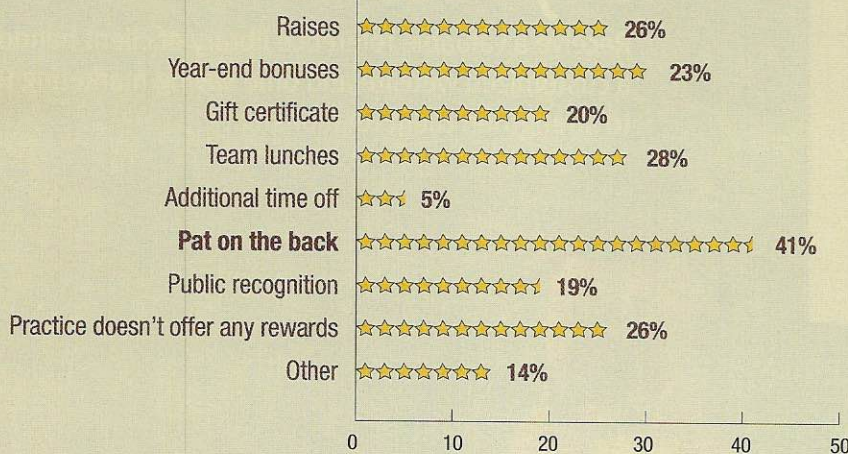 Raises 26%
Year-end bonuses 23%
Gift certificate 20%
Team lunches 28%
Additional time off 5%
Pat on the back 41%
Public recognition 19%
Practice doesn't offer any rewards 26%
Other 14%
0 10 20 30 40 50